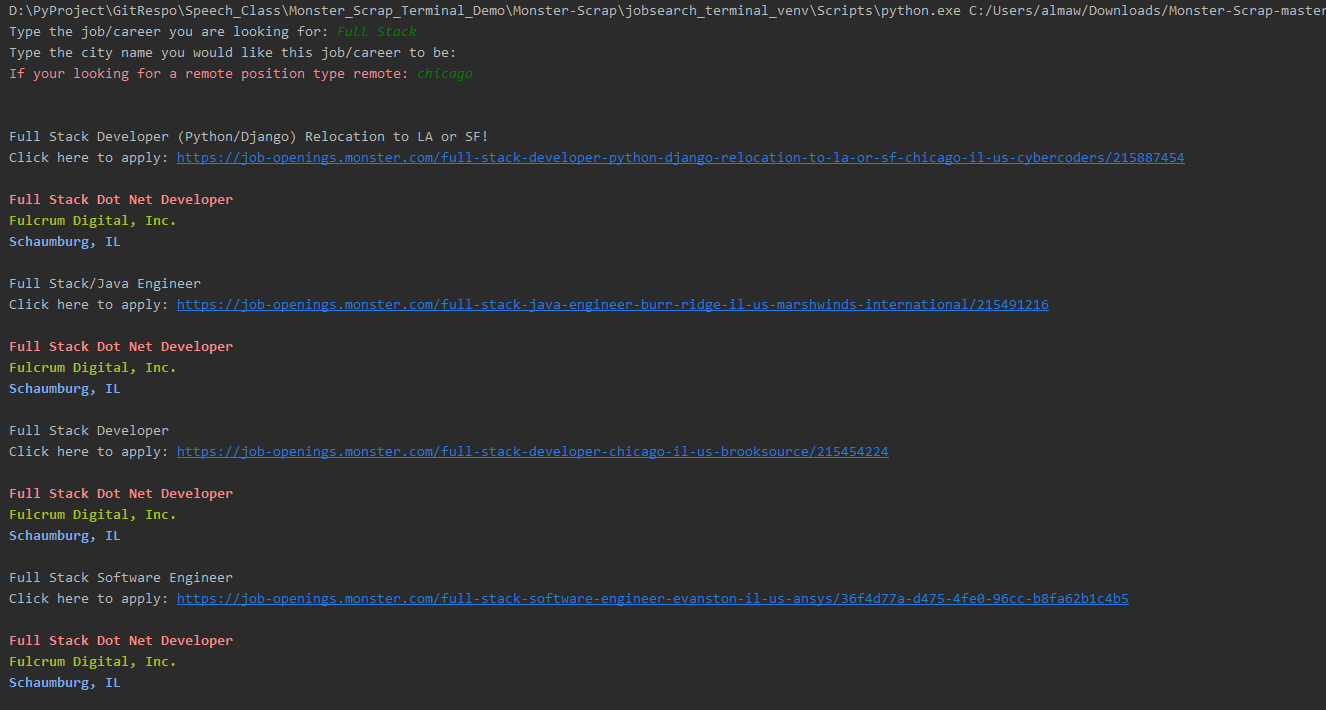 D:\PyProject\GitRespo\Speech_Class\Monster_Scrap_Terminal_Demo\Monster-Scrap\jobsearch_terminal_venv\Scripts\python.exe C:/Users/almaw/Downloads/Monster-Scrap-master
Type the job/career you are looking for: Full Stack
Type the city name you would like this job/career to be:
If your looking for a remote position type remote: chicago
Full Stack Developer (Python/Django) Relocation to LA or SF!
Click here to apply: https://job-openings.monster.com/full-stack-developer-python-django-relocation-to-la-or-sf-chicago-il-us-cybercoders/215887454
Full Stack Dot Net Developer
Fulcrum Digital, Inc.
Schaumburg, IL
Full Stack/Java Engineer
Click here to apply: https://job-openings.monster.com/full-stack-java-engineer-burr-ridge-il-us-marshwinds-international/215491216
Full Stack Dot Net Developer
Fulcrum Digital, Inc.
Schaumburg, IL
Full Stack Developer
Click here to apply: https://job-openings.monster.com/full-stack-developer-chicago-il-us-brooksource/215454224
Full Stack Dot Net Developer
Fulcrum Digital, Inc.
Schaumburg, IL
Full Stack Software Engineer
Click here to apply: https://job-openings.monster.com/full-stack-software-engineer-evanston-il-us-ansys/36f4d77a-d475-4fe0-96cc-b8fa62b1c4b5
Full Stack Dot Net Developer
Fulcrum Digital, Inc.
Schaumburg, IL